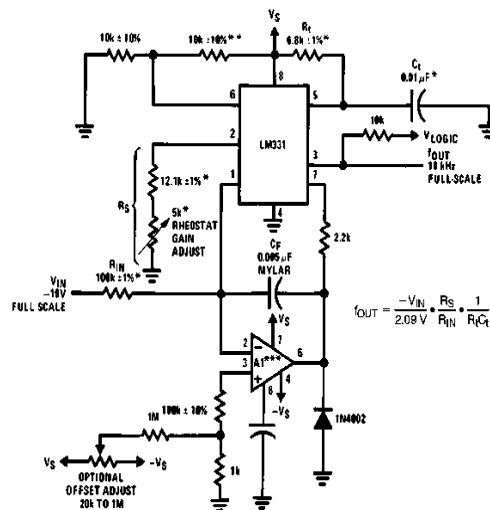 10k ± 10%
10k ± 10%**
VS
Rt
6.8k ± 1%*
Ct
0.01 µF*
8
6
5
2
LM331
10k
VLOGIC
3
fOUT
10 kHz
FULL-SCALE
1
7
4
RS
12.1k ± 1%*
5k*
RHEOSTAT
GAIN
ADJUST
2.2k
CF
0.005 µF
MYLAR
VIN
–10V
FULL SCALE
RIN
100k ± 1%*
fOUT = –VIN / 2.09 V • RS / RIN • 1 / RtCt
VS
2
7
A1***
6
3
4
8
–VS
100k ± 10%
1M
1k
1N4002
VS
–VS
OPTIONAL
OFFSET ADJUST
20k TO 1M